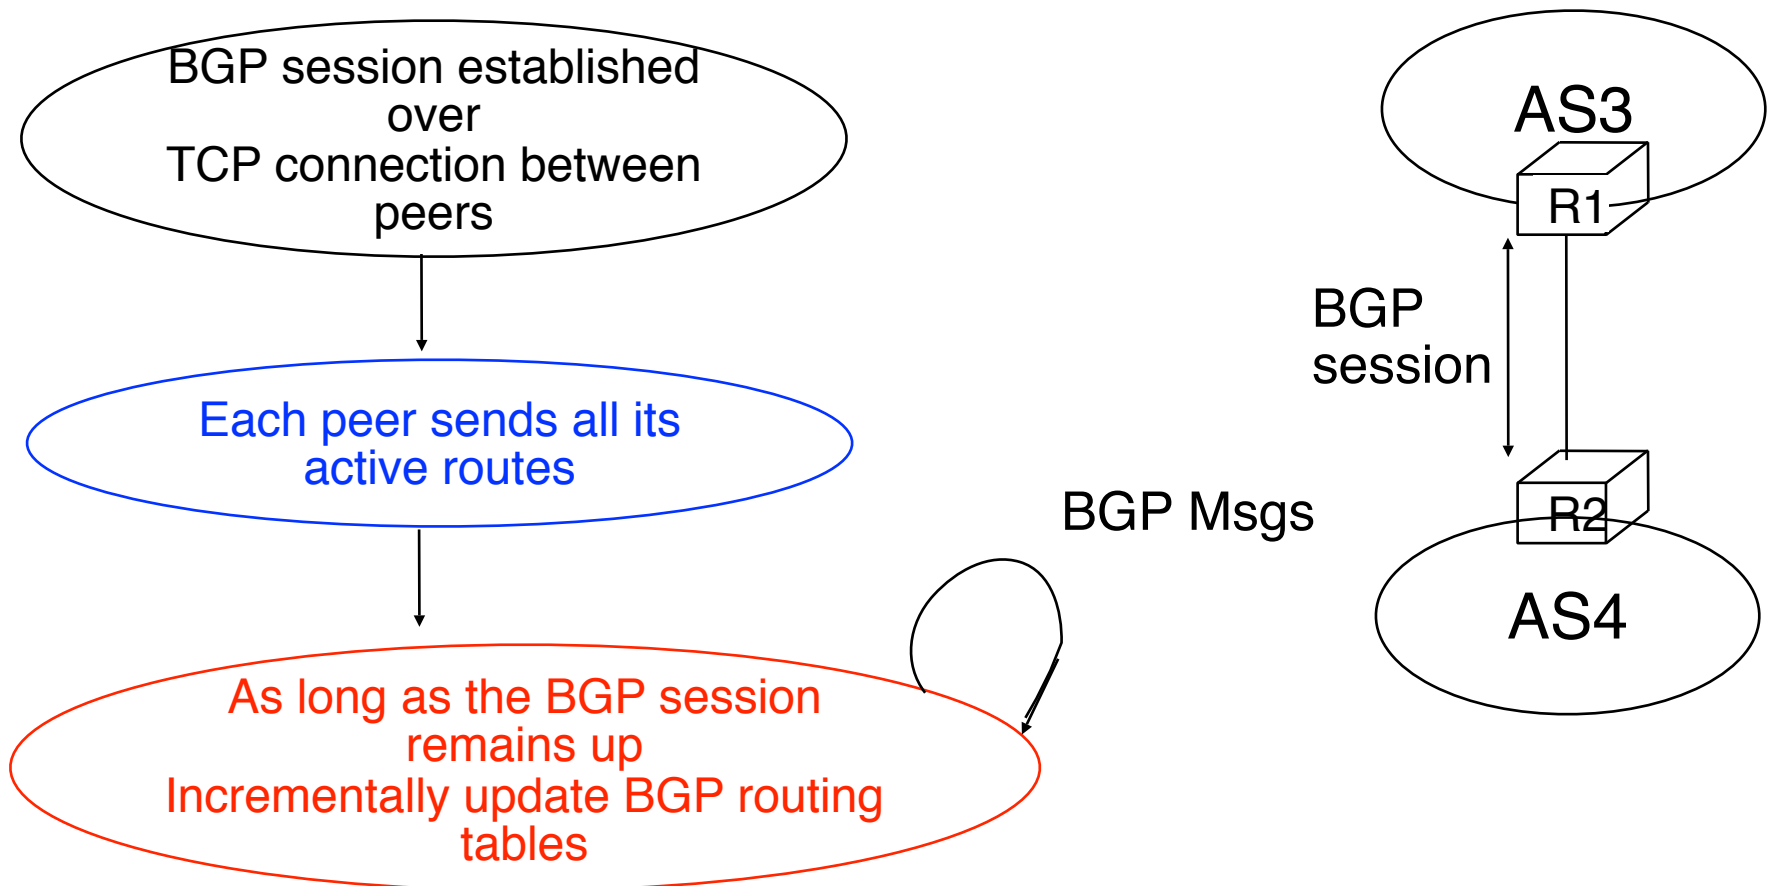 BGP session established
over
TCP connection between
peers
Each peer sends all its
active routes
As long as the BGP session
remains up
Incrementally update BGP routing
tables
BGP Msgs
AS3
R1
BGP
session
R2
AS4